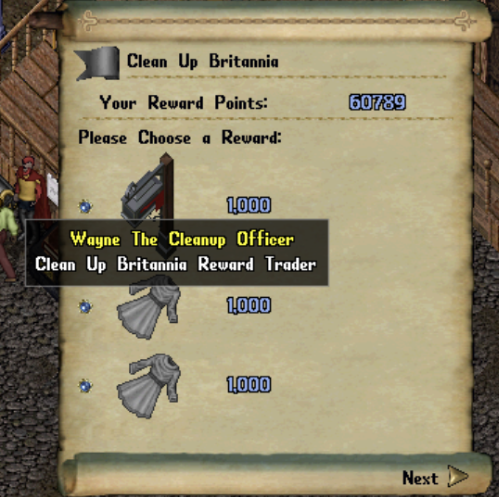 Clean Up Britannia
Your Reward Points: 60789
Please Choose a Reward:
1,000
Wayne The Cleanup Officer
Clean Up Britannia Reward Trader
1,000
1,000
Next